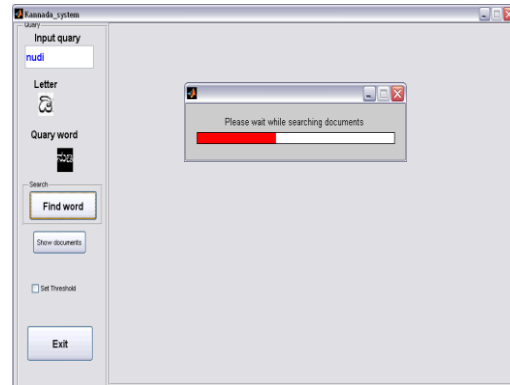 Kannada_system
Quary
Input quary
nudi
Letter
ಡಿ
Quary word
ನುಡಿ
Search
Find word
Show documents
Set Threshold
Exit
Please wait while searching documents